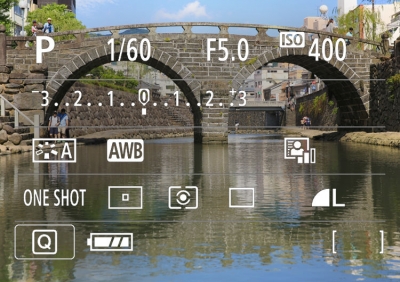 P 1/60 F5.0 ISO 400
-3..2..1..0..1..2..+3
A AWB
ONE SHOT L
Q [ ]